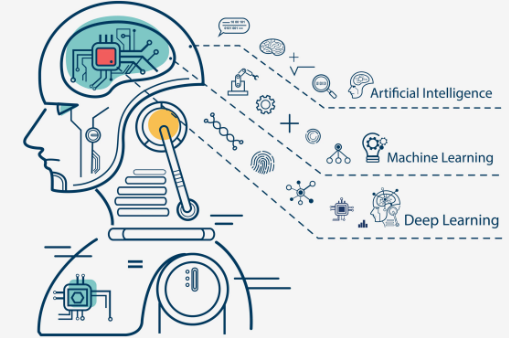 Artificial Intelligence
Machine Learning
Deep Learning